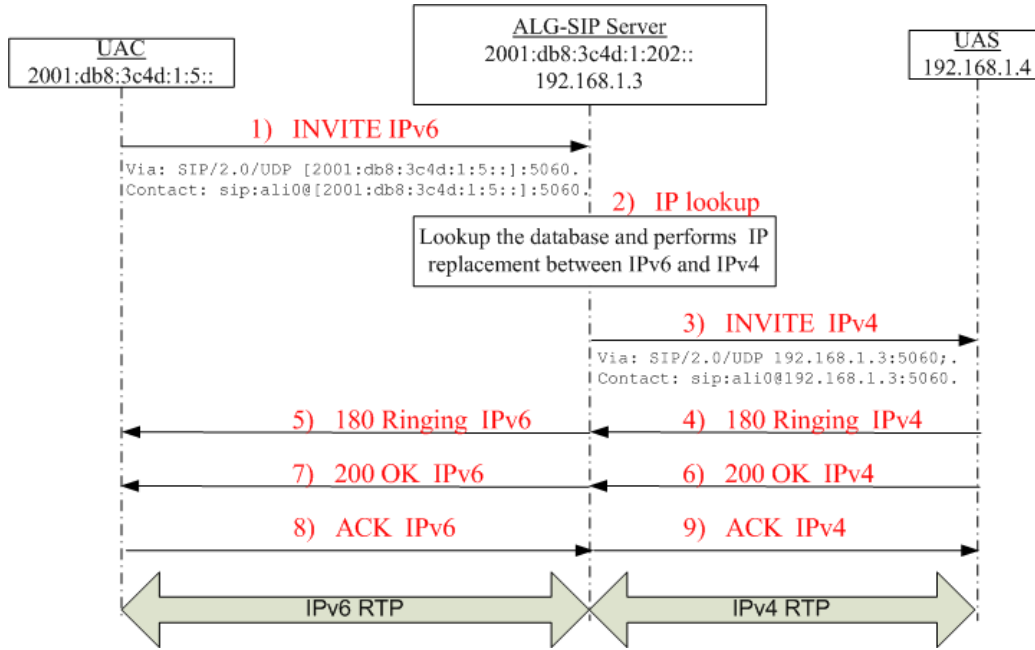 UAC
2001:db8:3c4d:1:5::
ALG-SIP Server
2001:db8:3c4d:1:202::
192.168.1.3
UAS
192.168.1.4
1) INVITE IPv6
Via: SIP/2.0/UDP [2001:db8:3c4d:1:5::]:5060.
Contact: sip:ali0@[2001:db8:3c4d:1:5::]:5060.
2) IP lookup
Lookup the database and performs IP
replacement between IPv6 and IPv4
3) INVITE IPv4
Via: SIP/2.0/UDP 192.168.1.3:5060;.
Contact: sip:ali0@192.168.1.3:5060.
5) 180 Ringing IPv6
4) 180 Ringing IPv4
7) 200 OK IPv6
6) 200 OK IPv4
8) ACK IPv6
9) ACK IPv4
IPv6 RTP
IPv4 RTP